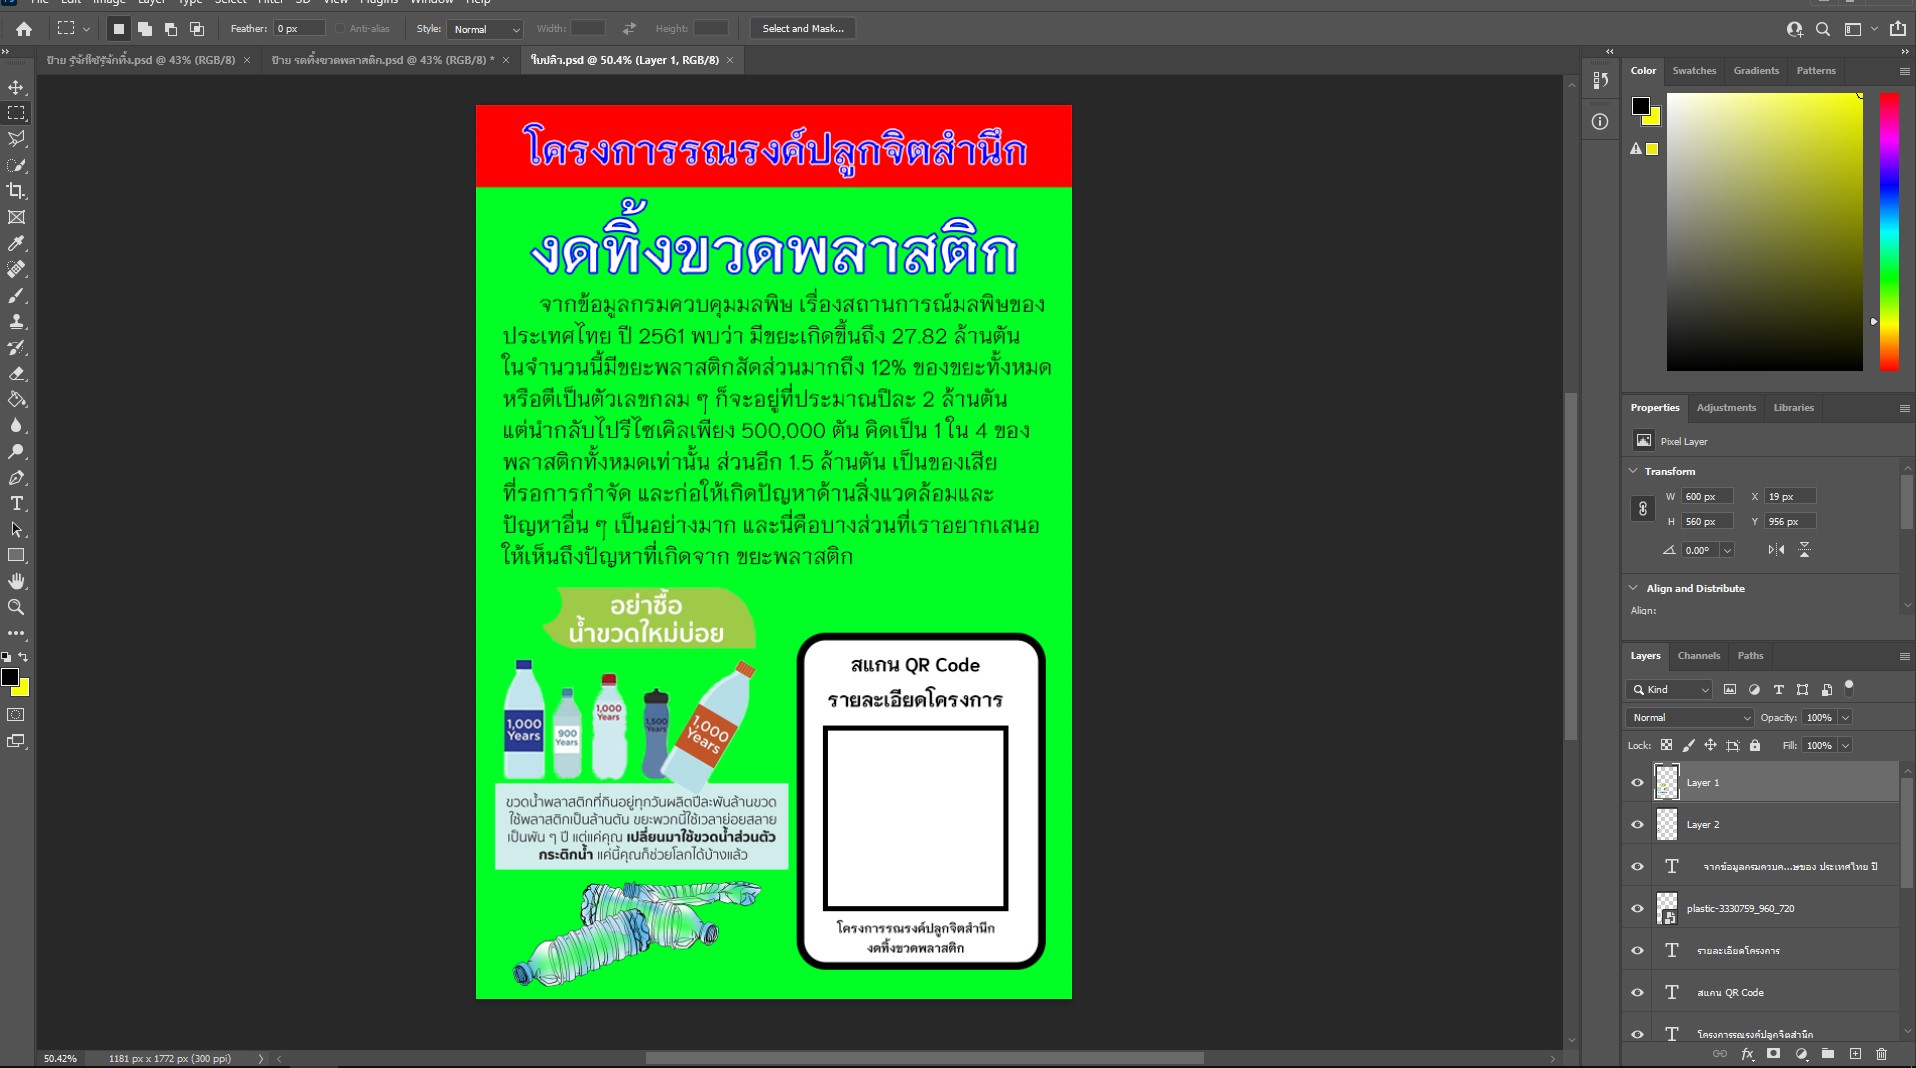 File Edit Image Layer Type Select Filter 3D View Plugins Window Help
Feather: 0 px Anti-alias Style: Normal Width: Height: Select and Mask...
ป้าย รู้จักใช้รู้จักทิ้ง.psd @ 43% (RGB/8) × ป้าย รดทิ้งขวดพลาสติก.psd @ 43% (RGB/8) * × ใบปลิว.psd @ 50.4% (Layer 1, RGB/8) ×
โครงการรณรงค์ปลูกจิตสำนึก
งดทิ้งขวดพลาสติก
จากข้อมูลกรมควบคุมมลพิษ เรื่องสถานการณ์มลพิษของ
ประเทศไทย ปี 2561 พบว่า มีขยะเกิดขึ้นถึง 27.82 ล้านตัน
ในจำนวนนี้มีขยะพลาสติกสัดส่วนมากถึง 12% ของขยะทั้งหมด
หรือตีเป็นตัวเลขกลม ๆ ก็จะอยู่ที่ประมาณปีละ 2 ล้านตัน
แต่นำกลับไปรีไซเคิลเพียง 500,000 ตัน คิดเป็น 1 ใน 4 ของ
พลาสติกทั้งหมดเท่านั้น ส่วนอีก 1.5 ล้านตัน เป็นของเสีย
ที่รอการกำจัด และก่อให้เกิดปัญหาด้านสิ่งแวดล้อมและ
ปัญหาอื่น ๆ เป็นอย่างมาก และนี่คือบางส่วนที่เราอยากเสนอ
ให้เห็นถึงปัญหาที่เกิดจาก ขยะพลาสติก
อย่าซื้อ
น้ำขวดใหม่บ่อย
1,000
Years
900
Years
1,000
Years
1,500
Years
1,000
Years
ขวดน้ำพลาสติกที่กินอยู่ทุกวันผลิตปีละพันล้านขวด
ใช้พลาสติกเป็นล้านตัน ขยะพวกนี้ใช้เวลาย่อยสลาย
เป็นพัน ๆ ปี แต่แค่คุณ เปลี่ยนมาใช้ขวดน้ำส่วนตัว
กระติกน้ำ แค่นี้คุณก็ช่วยโลกได้บ้างแล้ว
สแกน QR Code
รายละเอียดโครงการ
โครงการรณรงค์ปลูกจิตสำนึก
งดทิ้งขวดพลาสติก
50.42% 1181 px x 1772 px (300 ppi)
Color Swatches Gradients Patterns
Properties Adjustments Libraries
Pixel Layer
Transform
W 600 px X 19 px
H 560 px Y 956 px
0.00°
Align and Distribute
Align:
Layers Channels Paths
Kind
Normal Opacity: 100%
Lock: Fill: 100%
Layer 1
Layer 2
จากข้อมูลกรมควบค...ษของ ประเทศไทย ปี
plastic-3330759_960_720
รายละเอียดโครงการ
สแกน QR Code
โครงการรณรงค์ปลูกจิตสำนึก